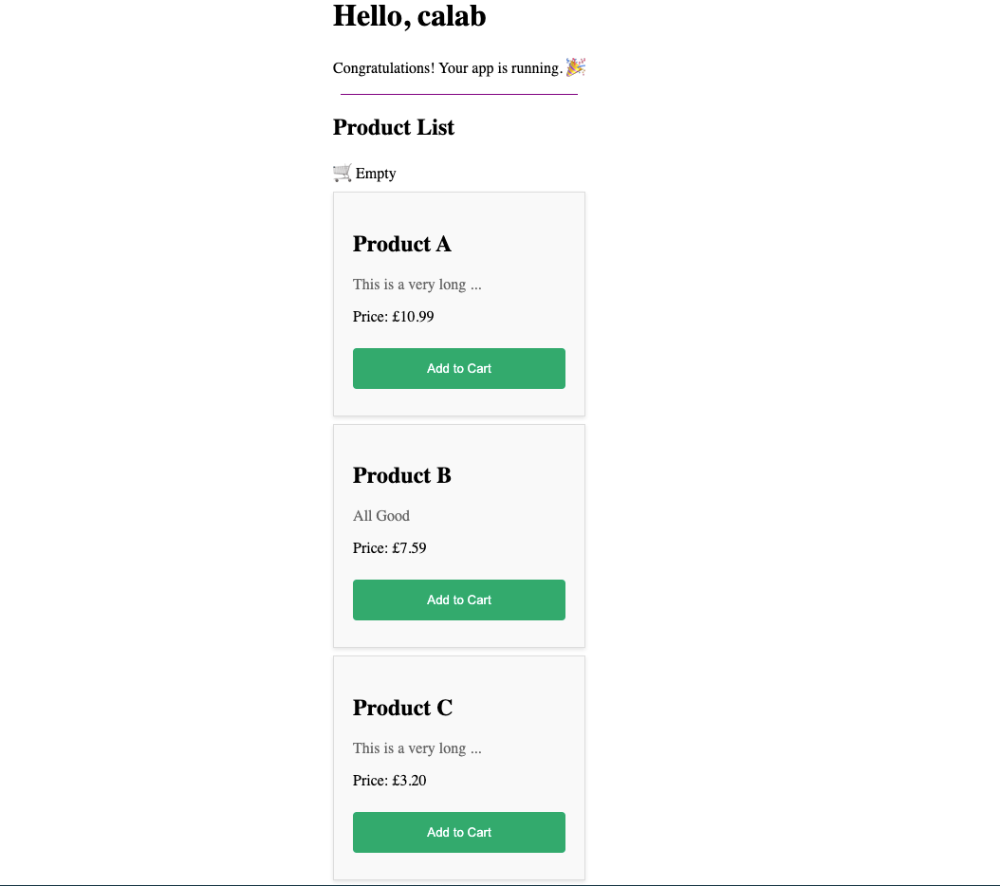 Hello, calab
Congratulations! Your app is running. 🎉
Product List
🛒 Empty
Product A
This is a very long ...
Price: £10.99
Add to Cart
Product B
All Good
Price: £7.59
Add to Cart
Product C
This is a very long ...
Price: £3.20
Add to Cart